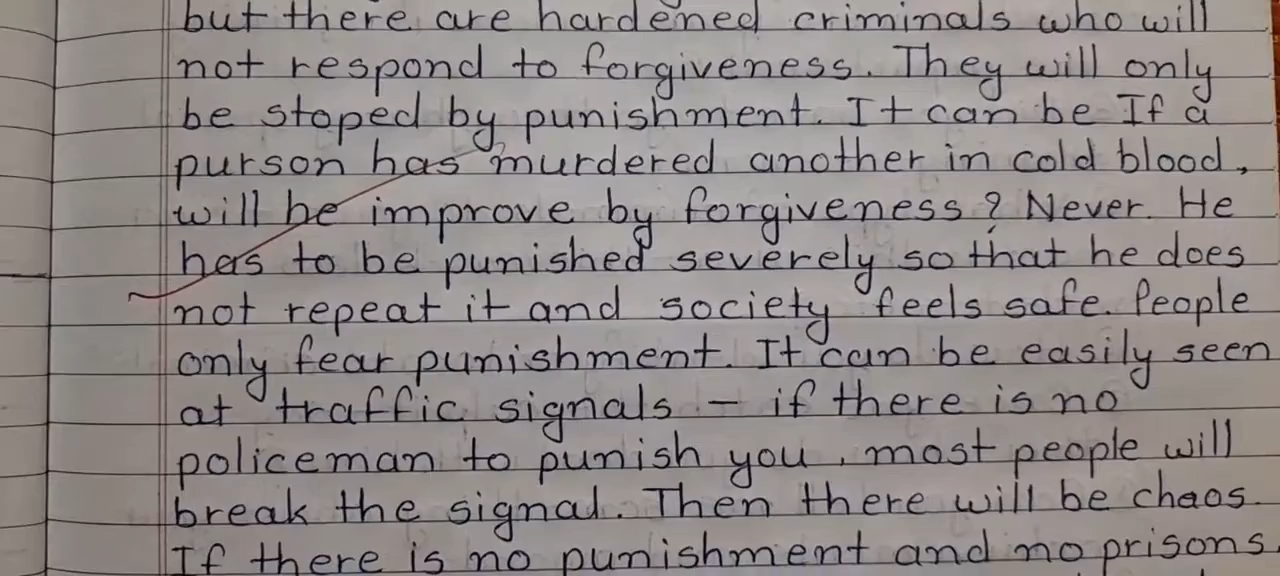 but there are hardened criminals who will
not respond to forgiveness. They will only
be stoped by punishment. It can be If a
purson has murdered another in cold blood,
will be improve by forgiveness? Never. He
has to be punished severely so that he does
not repeat it and society feels safe. People
only fear punishment. It can be easily seen
at traffic signals – if there is no
policeman to punish you, most people will
break the signal. Then there will be chaos.
If there is no punishment and no prisons,